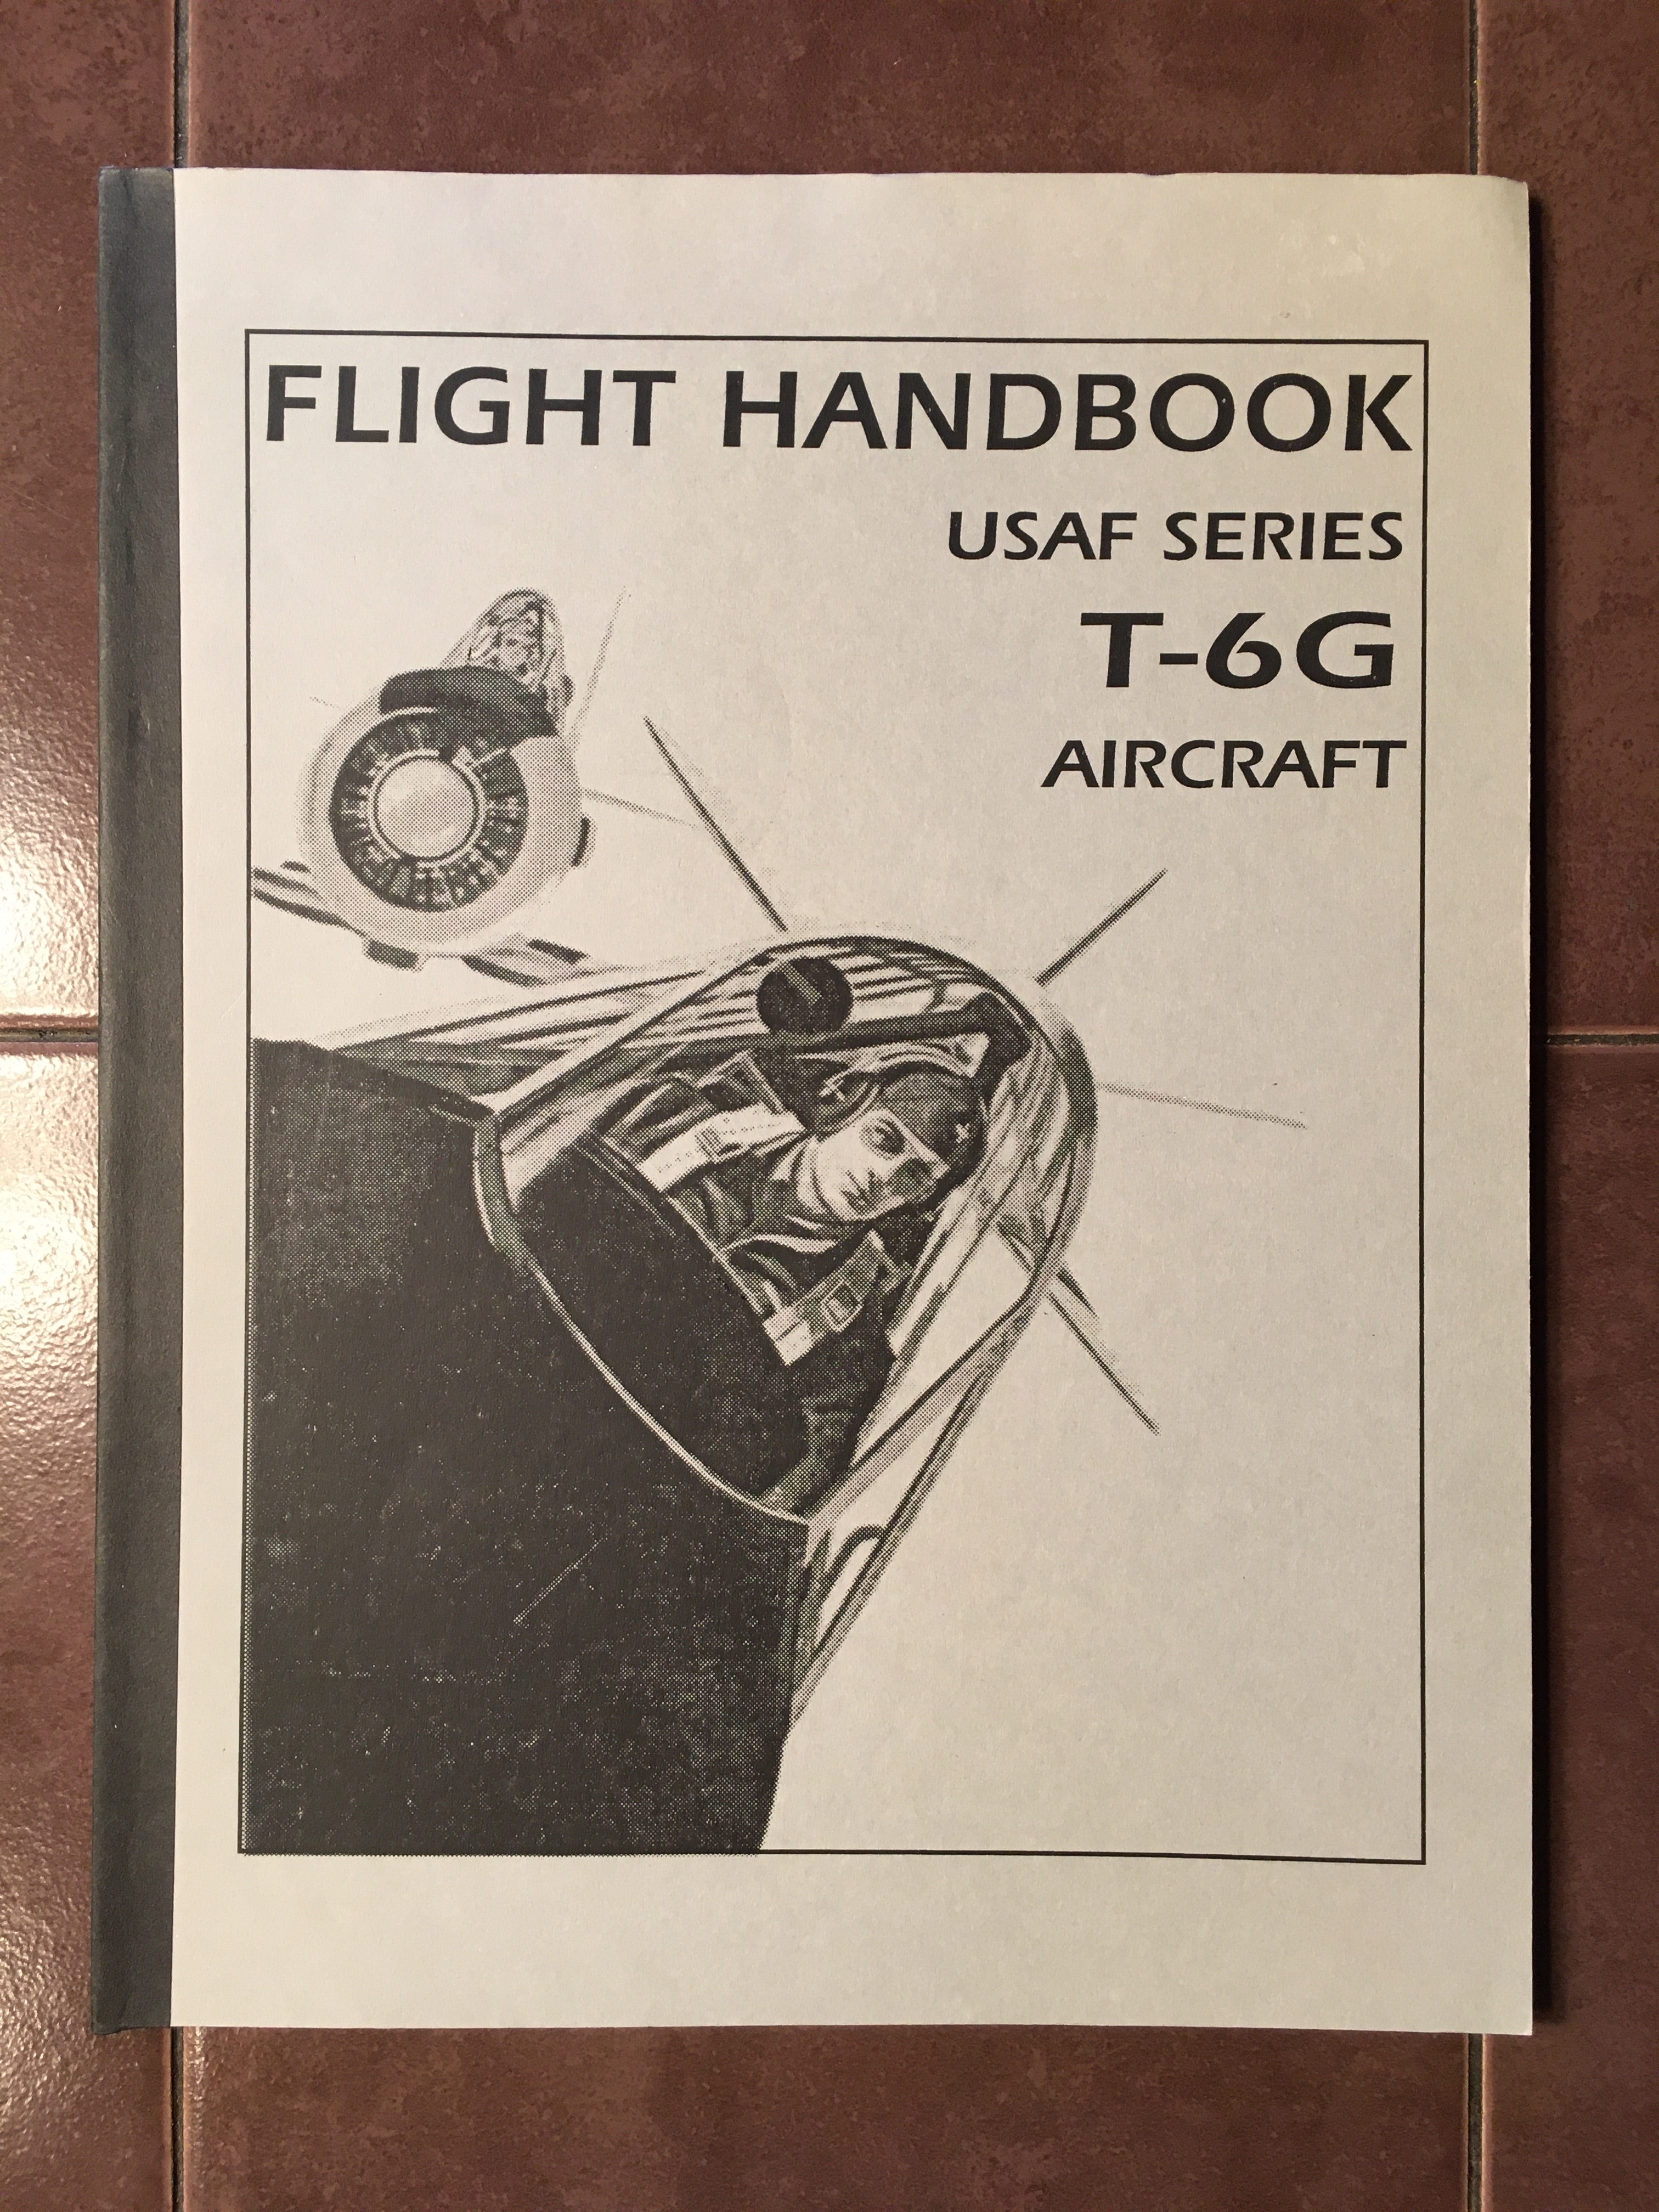 FLIGHT HANDBOOK
USAF SERIES
T-6G
AIRCRAFT